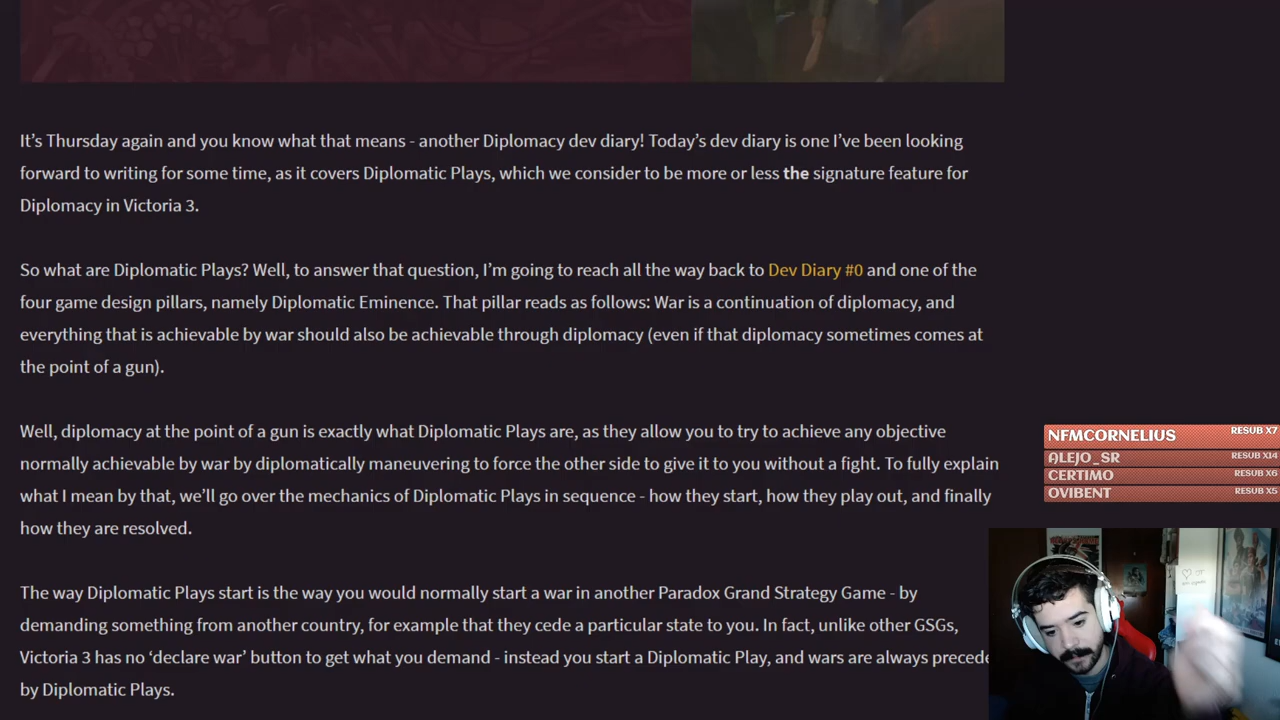 It’s Thursday again and you know what that means - another Diplomacy dev diary! Today’s dev diary is one I’ve been looking
forward to writing for some time, as it covers Diplomatic Plays, which we consider to be more or less the signature feature for
Diplomacy in Victoria 3.
So what are Diplomatic Plays? Well, to answer that question, I’m going to reach all the way back to Dev Diary #0 and one of the
four game design pillars, namely Diplomatic Eminence. That pillar reads as follows: War is a continuation of diplomacy, and
everything that is achievable by war should also be achievable through diplomacy (even if that diplomacy sometimes comes at
the point of a gun).
Well, diplomacy at the point of a gun is exactly what Diplomatic Plays are, as they allow you to try to achieve any objective
normally achievable by war by diplomatically maneuvering to force the other side to give it to you without a fight. To fully explain
what I mean by that, we’ll go over the mechanics of Diplomatic Plays in sequence - how they start, how they play out, and finally
how they are resolved.
The way Diplomatic Plays start is the way you would normally start a war in another Paradox Grand Strategy Game - by
demanding something from another country, for example that they cede a particular state to you. In fact, unlike other GSGs,
Victoria 3 has no ‘declare war’ button to get what you demand - instead you start a Diplomatic Play, and wars are always precede
by Diplomatic Plays.
NFMCORNELIUS RESUB X7
ALEJO_SR RESUB X14
CERTIMO RESUB X6
OVIBENT RESUB X5